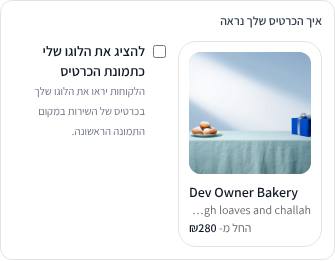 איך הכרטיס שלך נראה
להציג את הלוגו שלי
כתמונת הכרטיס
הלקוחות יראו את הלוגו שלך
בכרטיס של השירות במקום
התמונה הראשונה.
Dev Owner Bakery
…gh loaves and challah
החל מ- ₪280